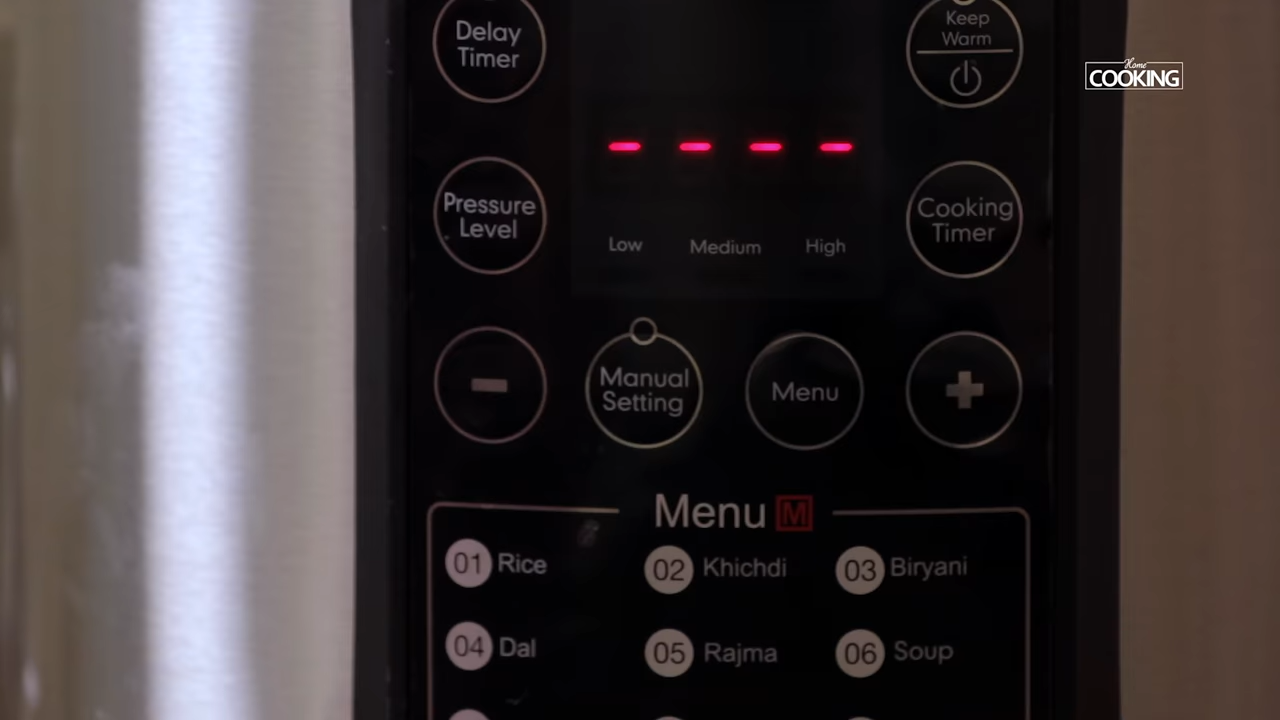 Delay
Timer
Keep
Warm
Home
COOKING
- - - -
Pressure
Level
Cooking
Timer
Low Medium High
-
Manual
Setting
Menu
+
Menu M
01 Rice 02 Khichdi 03 Biryani
04 Dal 05 Rajma 06 Soup